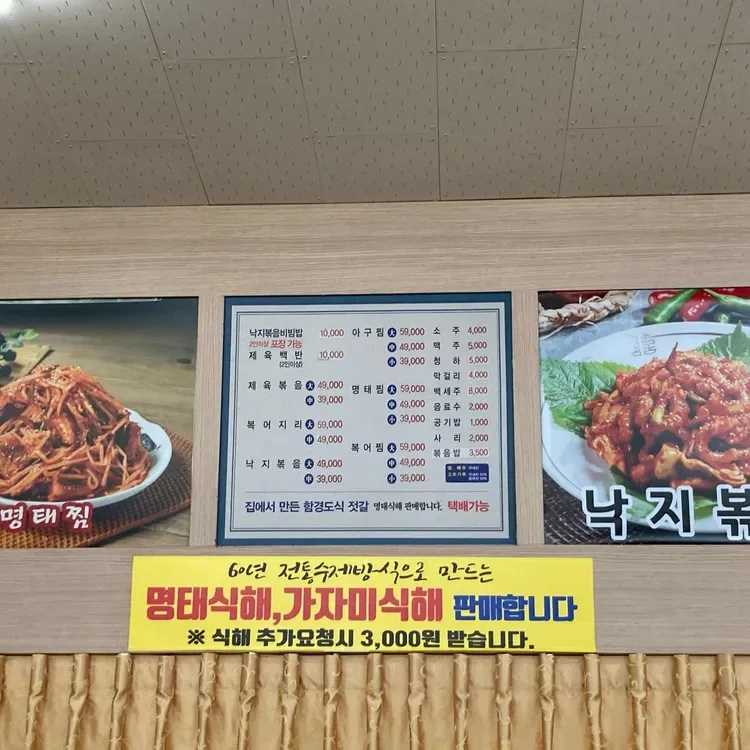 낙지볶음비빔밥 10,000
2인이상 포장 가능
제육백반 10,000
(2인이상)
제육볶음 大 49,000
中 39,000
복어지리 大 59,000
中 49,000
낙지볶음 大 49,000
中 39,000
아구찜 大 59,000
中 49,000
小 39,000
명태찜 大 59,000
中 49,000
小 39,000
복어찜 大 59,000
中 49,000
小 39,000
소주 4,000
맥주 5,000
청하 5,000
막걸리 4,000
백세주 8,000
음료수 2,000
공기밥 1,000
사리 2,000
볶음밥 3,500
집에서 만든 함경도식 젓갈 명태식해 판매합니다. 택배가능
명태찜
낙지볶
60년 전통수제방식으로 만드는
명태식해,가자미식해 판매합니다
※ 식해 추가요청시 3,000원 받습니다.